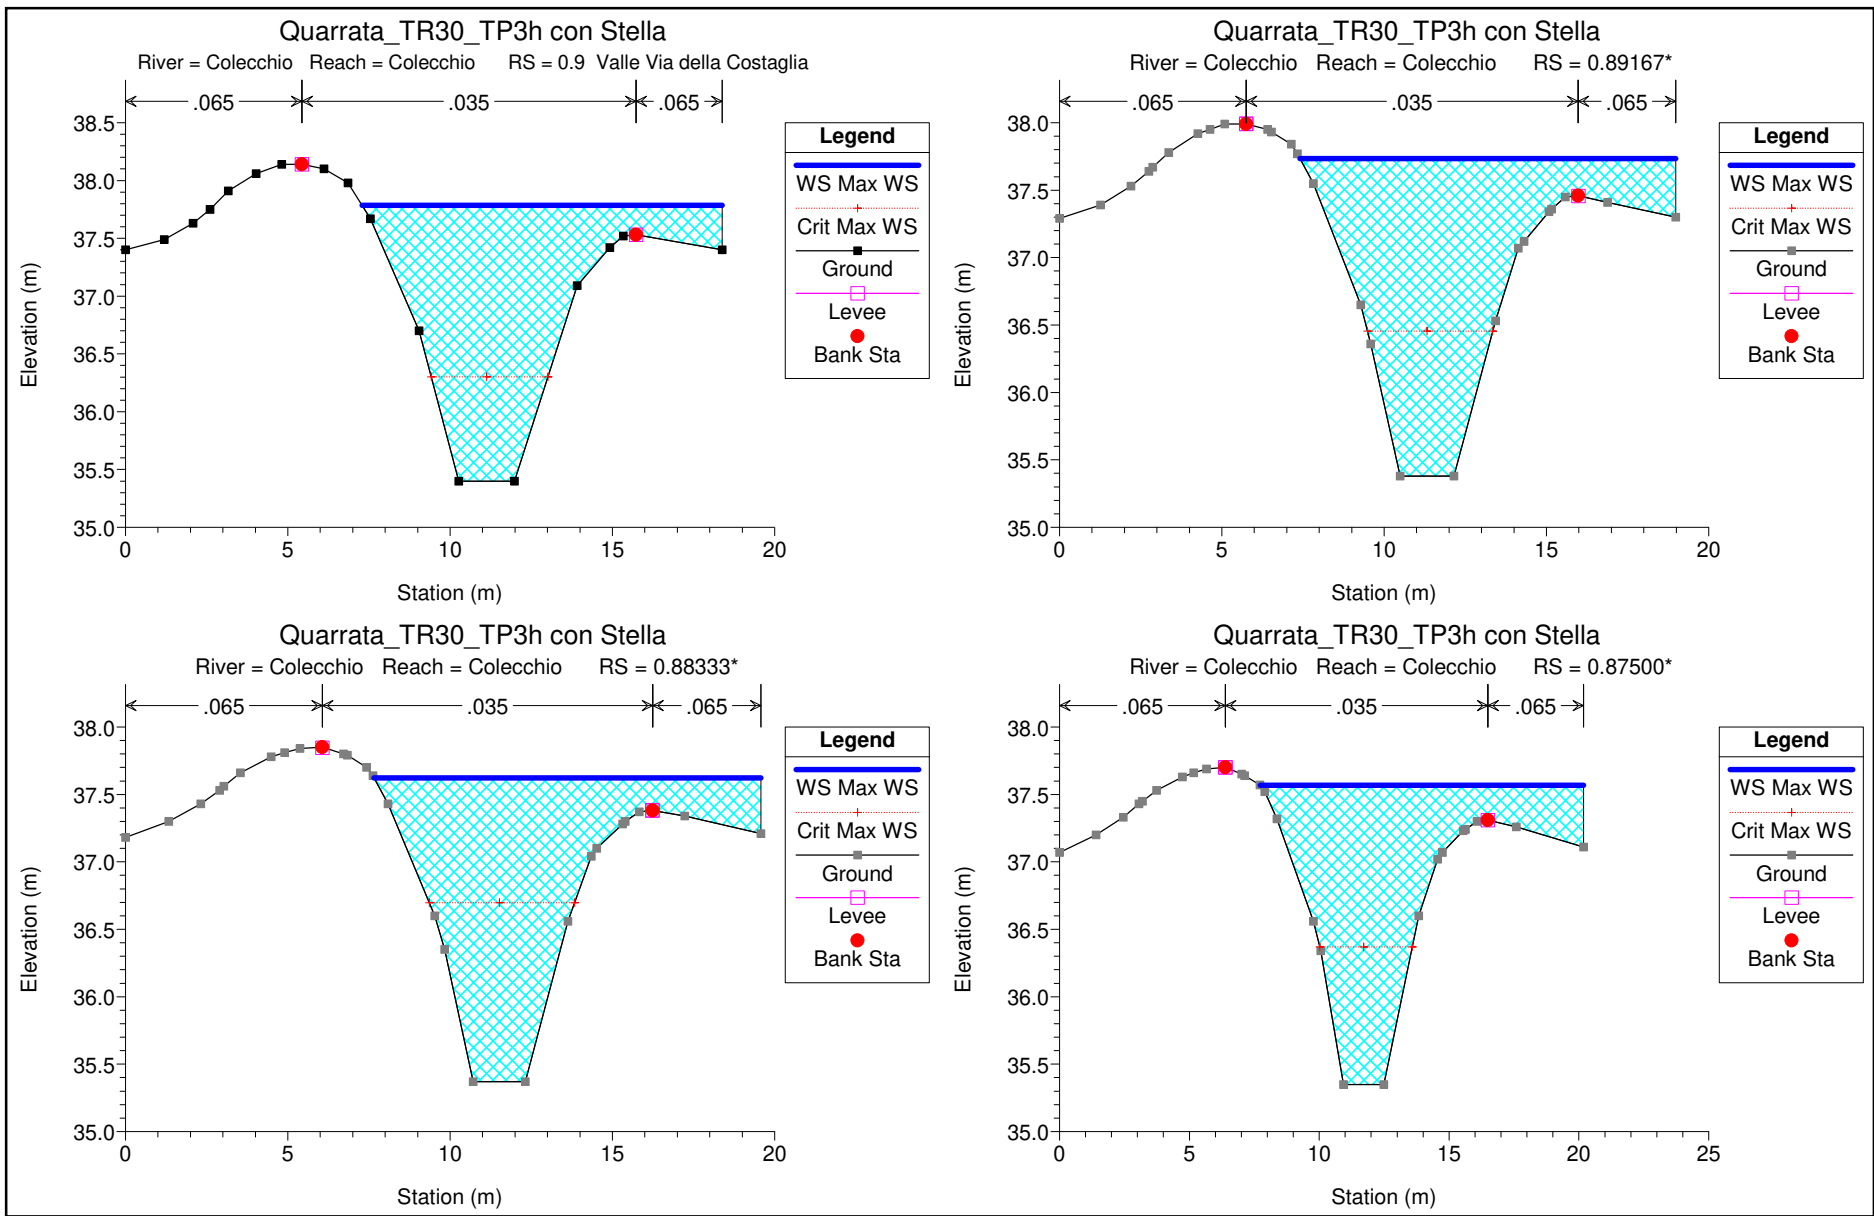 Quarrata_TR30_TP3h con Stella
River = Colecchio Reach = Colecchio RS = 0.9 Valle Via della Costaglia
.065 .035 .065
38.5
38.0
37.5
37.0
36.5
36.0
35.5
35.0
0 5 10 15 20
Station (m)
Elevation (m)
Legend
WS Max WS
Crit Max WS
Ground
Levee
Bank Sta
Quarrata_TR30_TP3h con Stella
River = Colecchio Reach = Colecchio RS = 0.89167*
.065 .035 .065
38.0
37.5
37.0
36.5
36.0
35.5
35.0
0 5 10 15 20
Station (m)
Elevation (m)
Legend
WS Max WS
Crit Max WS
Ground
Levee
Bank Sta
Quarrata_TR30_TP3h con Stella
River = Colecchio Reach = Colecchio RS = 0.88333*
.065 .035 .065
38.0
37.5
37.0
36.5
36.0
35.5
35.0
0 5 10 15 20
Station (m)
Elevation (m)
Legend
WS Max WS
Crit Max WS
Ground
Levee
Bank Sta
Quarrata_TR30_TP3h con Stella
River = Colecchio Reach = Colecchio RS = 0.87500*
.065 .035 .065
38.0
37.5
37.0
36.5
36.0
35.5
35.0
0 5 10 15 20 25
Station (m)
Elevation (m)
Legend
WS Max WS
Crit Max WS
Ground
Levee
Bank Sta